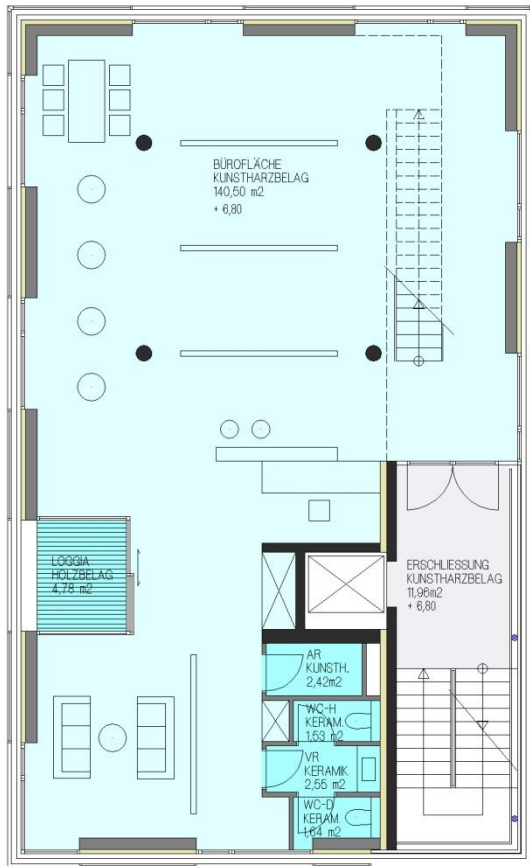 BÜROFLÄCHE
KUNSTHARZBELAG
140,50 m2
+ 6,80
LOGGIA
HOLZBELAG
4,78 m2
ERSCHLIESSUNG
KUNSTHARZBELAG
11,96m2
+ 6,80
AR
KUNSTH.
2,42m2
WC-H
KERAM.
1,53 m2
VR
KERAMIK
2,55 m2
WC-D
KERAM.
1,64 m2